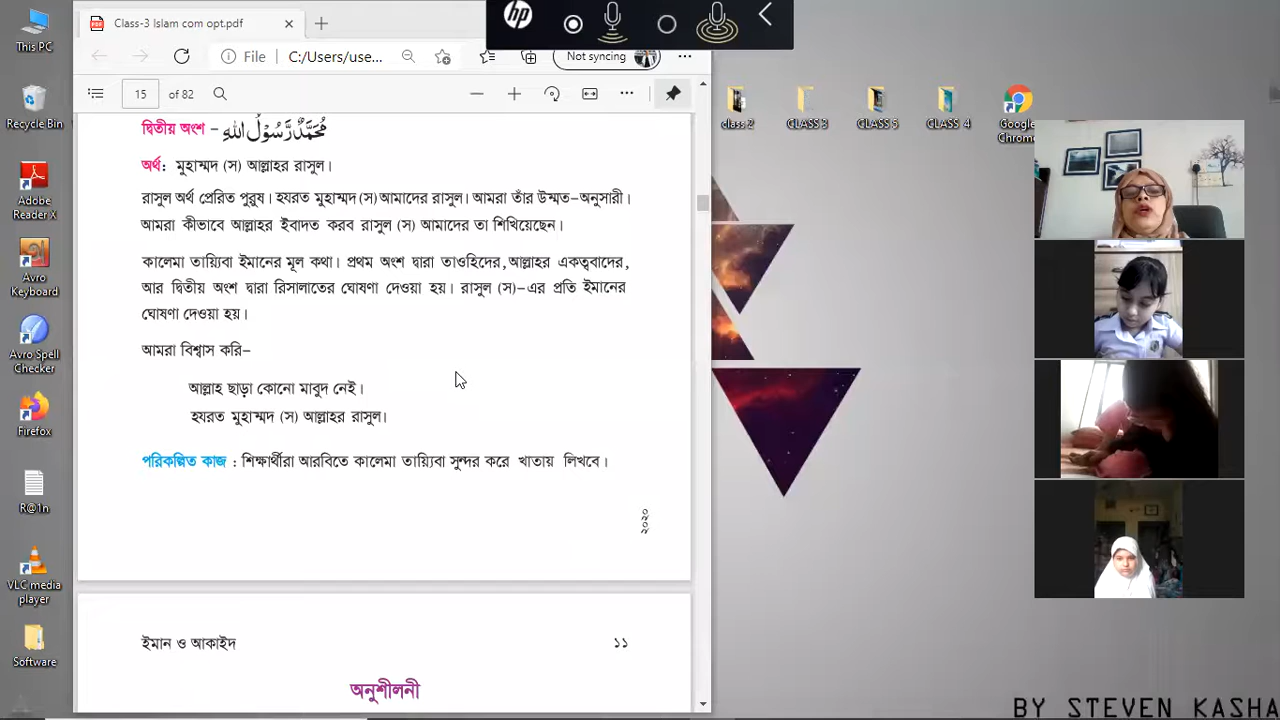 This PC
Recycle Bin
Adobe
Reader X
Avro
Keyboard
Avro Spell
Checker
Firefox
R@1n
VLC media
player
Software
Class-3 Islam com opt.pdf
hp
File
C:/Users/use...
Not syncing
15
of 82
দ্বিতীয় অংশ – مُحَمَّدٌ رَّسُوْلُ اللهِ
অর্থ: মুহাম্মদ (স) আল্লাহর রাসুল।
রাসুল অর্থ প্রেরিত পুরুষ। হযরত মুহাম্মদ (স) আমাদের রাসুল। আমরা তাঁর উম্মত-অনুসারী।
আমরা কীভাবে আল্লাহর ইবাদত করব রাসুল (স) আমাদের তা শিখিয়েছেন।
কালেমা তায়্যিবা ইমানের মূল কথা। প্রথম অংশ দ্বারা তাওহিদের, আল্লাহর একত্ববাদের,
আর দ্বিতীয় অংশ দ্বারা রিসালাতের ঘোষণা দেওয়া হয়। রাসুল (স)-এর প্রতি ইমানের
ঘোষণা দেওয়া হয়।
আমরা বিশ্বাস করি-
আল্লাহ ছাড়া কোনো মাবুদ নেই।
হযরত মুহাম্মদ (স) আল্লাহর রাসুল।
পরিকল্পিত কাজ : শিক্ষার্থীরা আরবিতে কালেমা তায়্যিবা সুন্দর করে খাতায় লিখবে।
ইমান ও আকাইদ
১১
অনুশীলনী
class 2
CLASS 3
CLASS 5
CLASS 4
Google
Chrome
BY STEVEN KASHA